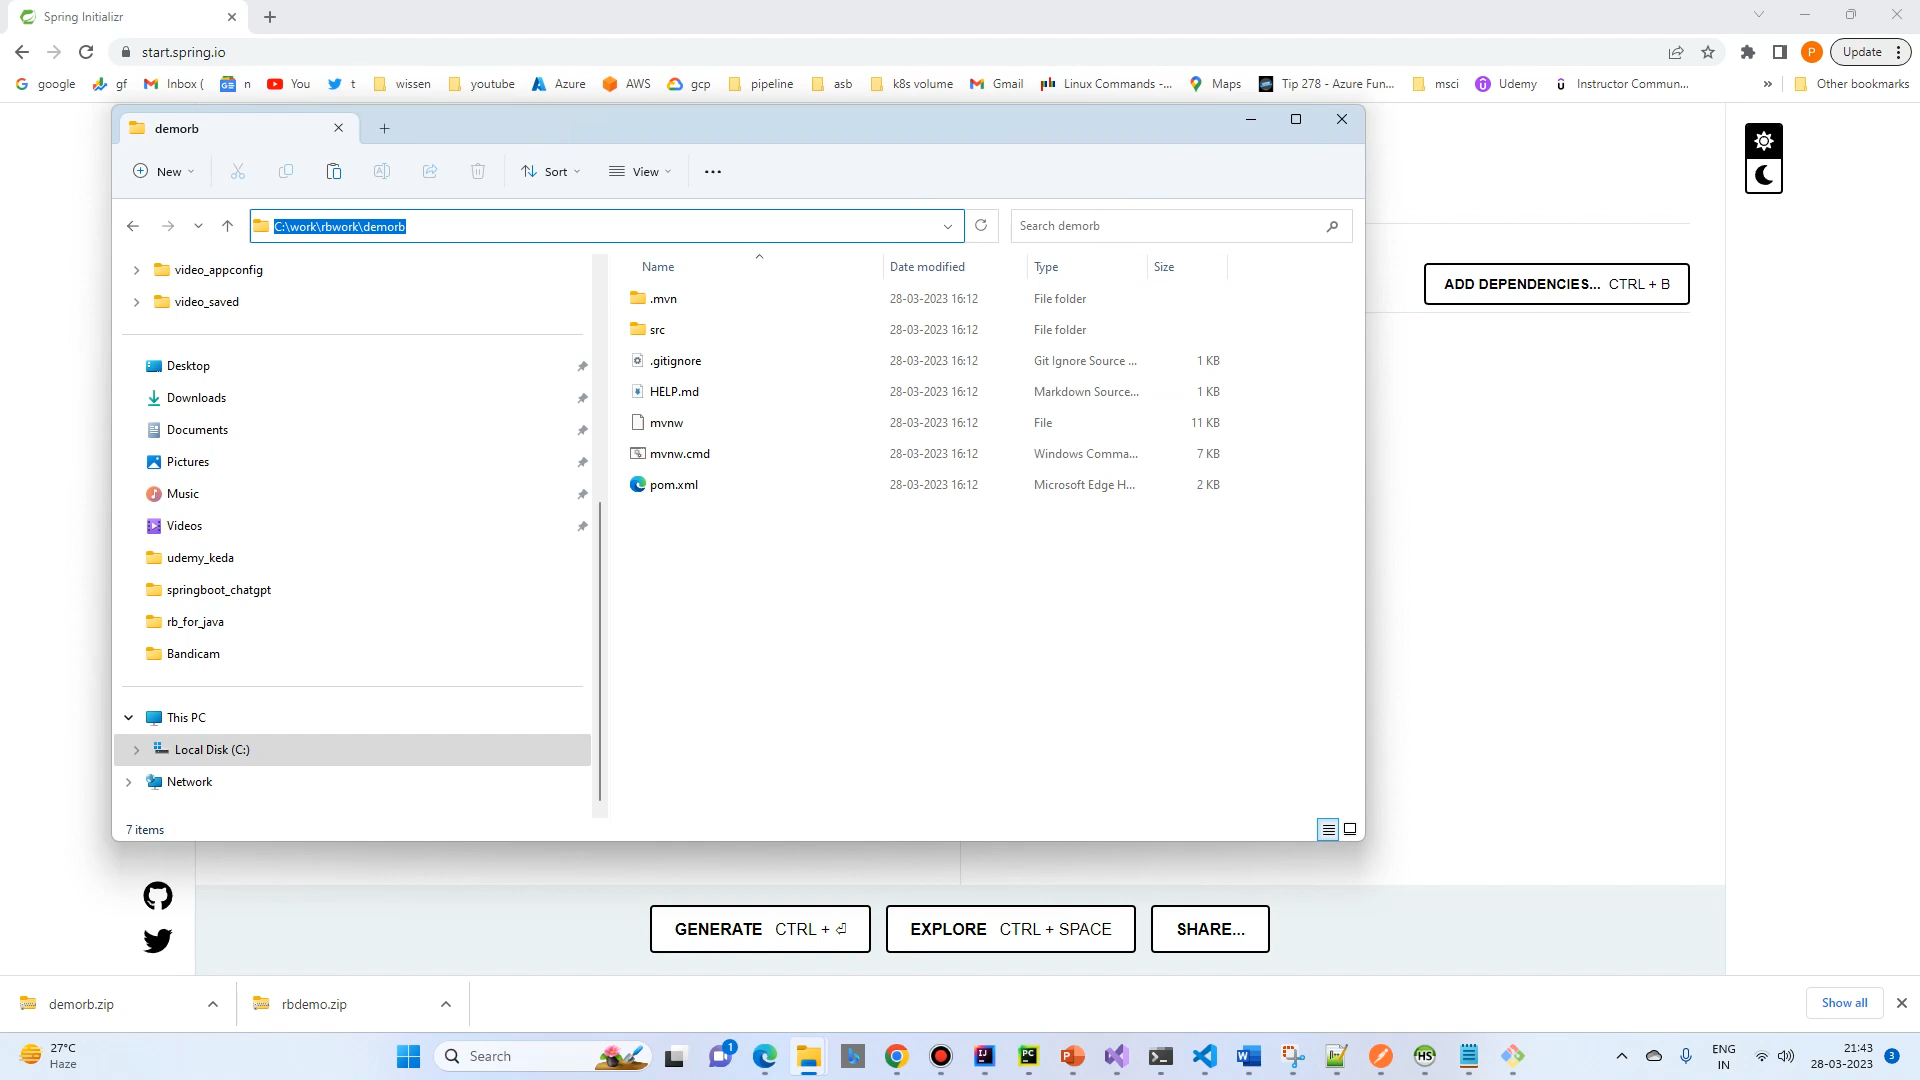 Spring Initializr
start.spring.io
P
Update
google
gf
Inbox (
n
You
t
wissen
youtube
Azure
AWS
gcp
pipeline
asb
k8s volume
Gmail
Linux Commands -...
Maps
Tip 278 - Azure Fun...
msci
Udemy
Instructor Commun...
»
Other bookmarks
demorb
New
Sort
View
C:\work\rbwork\demorb
Search demorb
ADD DEPENDENCIES... CTRL + B
video_appconfig
video_saved
Desktop
Downloads
Documents
Pictures
Music
Videos
udemy_keda
springboot_chatgpt
rb_for_java
Bandicam
This PC
Local Disk (C:)
Network
Name Date modified Type Size
.mvn 28-03-2023 16:12 File folder
src 28-03-2023 16:12 File folder
.gitignore 28-03-2023 16:12 Git Ignore Source ... 1 KB
HELP.md 28-03-2023 16:12 Markdown Source... 1 KB
mvnw 28-03-2023 16:12 File 11 KB
mvnw.cmd 28-03-2023 16:12 Windows Comma... 7 KB
pom.xml 28-03-2023 16:12 Microsoft Edge H... 2 KB
7 items
GENERATE CTRL + ⏎
EXPLORE CTRL + SPACE
SHARE...
demorb.zip
rbdemo.zip
Show all
27°C
Haze
Search
1
IJ
PC
HS
ENG
IN
21:43
28-03-2023
3